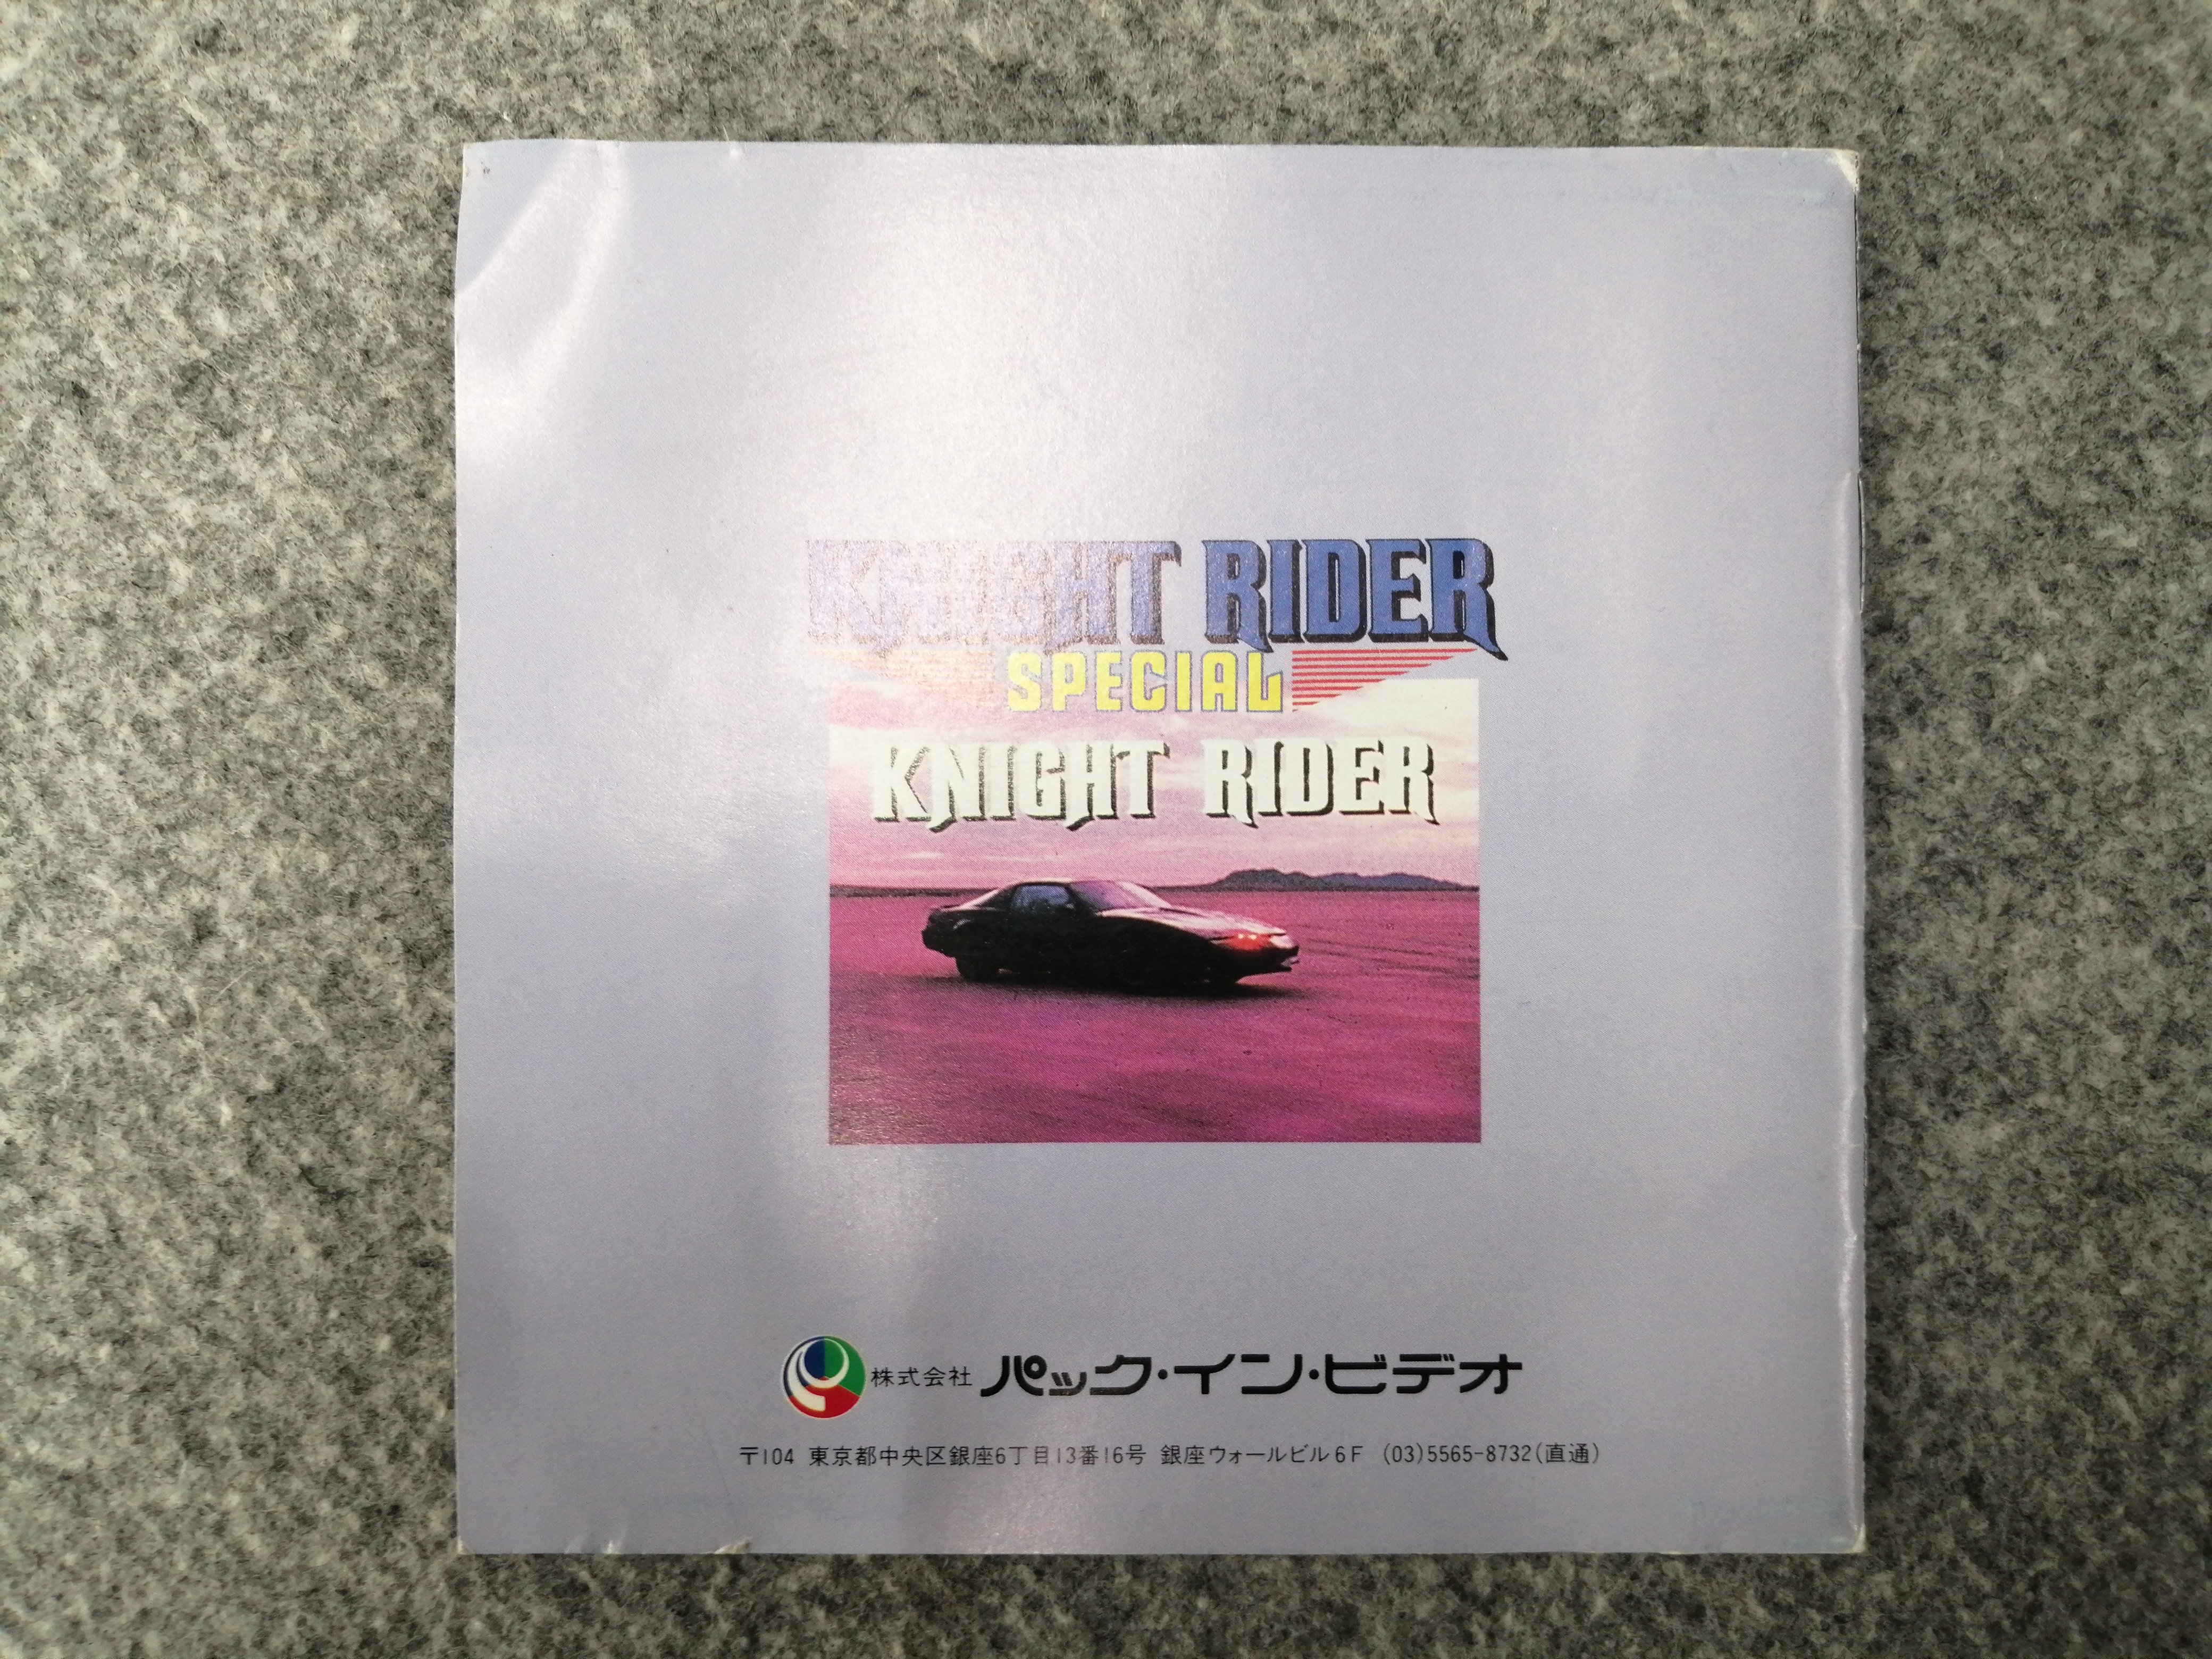 KNIGHT RIDER
SPECIAL
KNIGHT RIDER
株式会社 パック・イン・ビデオ
〒104 東京都中央区銀座6丁目13番16号 銀座ウォールビル6F (03)5565-8732(直通)